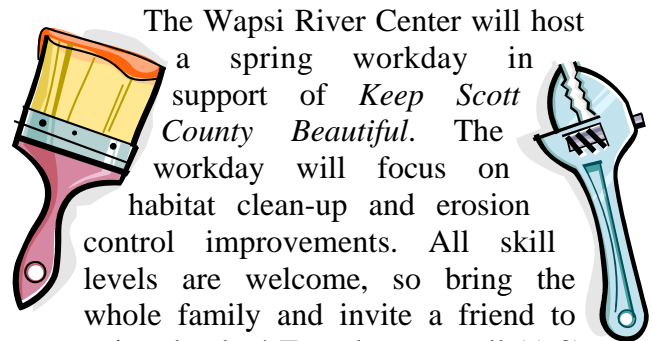 The Wapsi River Center will host
a spring workday in
support of Keep Scott
County Beautiful. The
workday will focus on
habitat clean-up and erosion
control improvements. All skill
levels are welcome, so bring the
whole family and invite a friend to